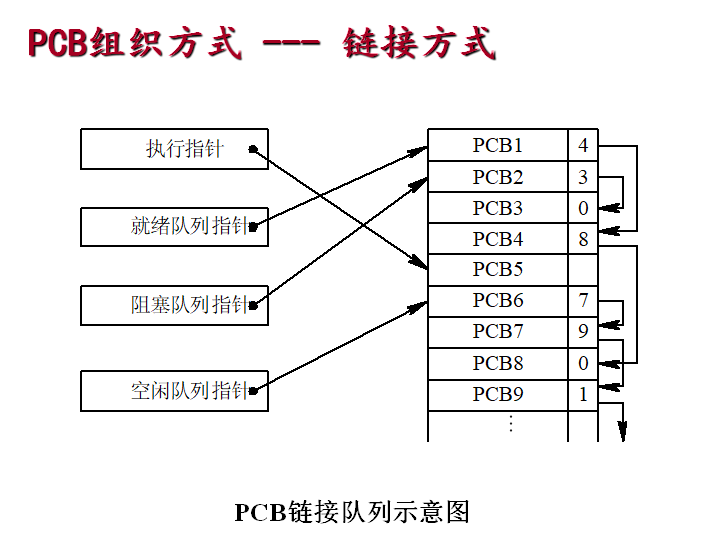 PCB组织方式 --- 链接方式
执行指针
就绪队列指针
阻塞队列指针
空闲队列指针
PCB1 4
PCB2 3
PCB3 0
PCB4 8
PCB5
PCB6 7
PCB7 9
PCB8 0
PCB9 1
⋮
PCB链接队列示意图